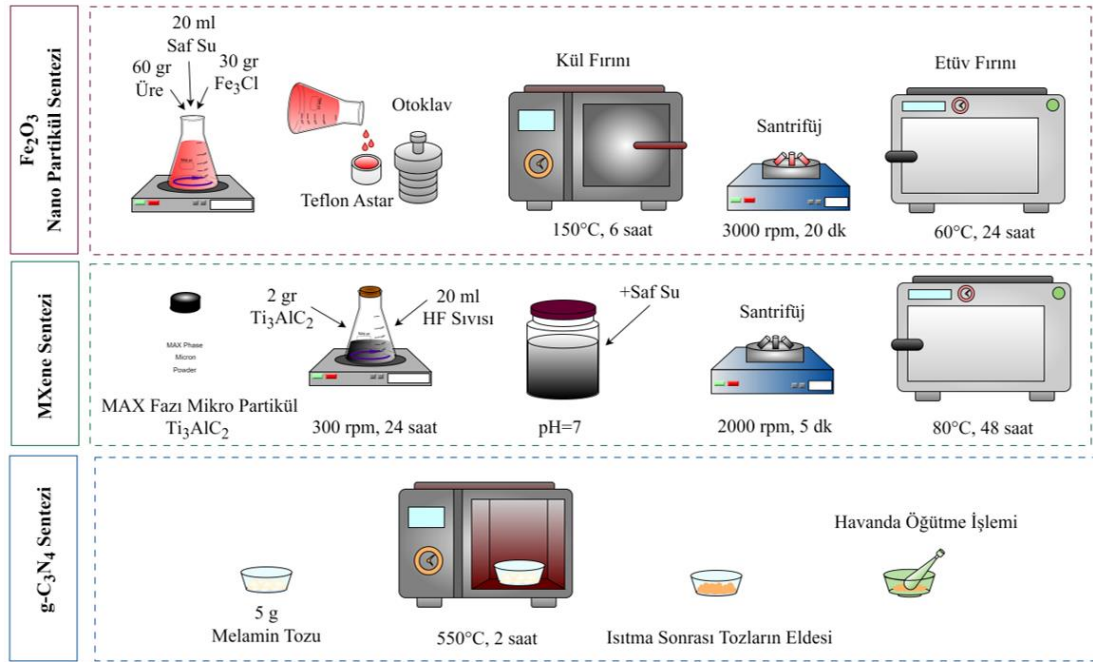 Fe₂O₃
Nano Partikül Sentezi
20 ml
Saf Su
60 gr
Üre
30 gr
Fe₃Cl
Teflon Astar
Otoklav
Kül Fırını
150°C, 6 saat
Santrifüj
3000 rpm, 20 dk
Etüv Fırını
60°C, 24 saat
MXene Sentezi
MAX Phase
Micron
Powder
MAX Fazı Mikro Partikül
Ti₃AlC₂
2 gr
Ti₃AlC₂
20 ml
HF Sıvısı
300 rpm, 24 saat
+Saf Su
pH=7
Santrifüj
2000 rpm, 5 dk
80°C, 48 saat
g-C₃N₄ Sentezi
5 g
Melamin Tozu
550°C, 2 saat
Isıtma Sonrası Tozların Eldesi
Havanda Öğütme İşlemi